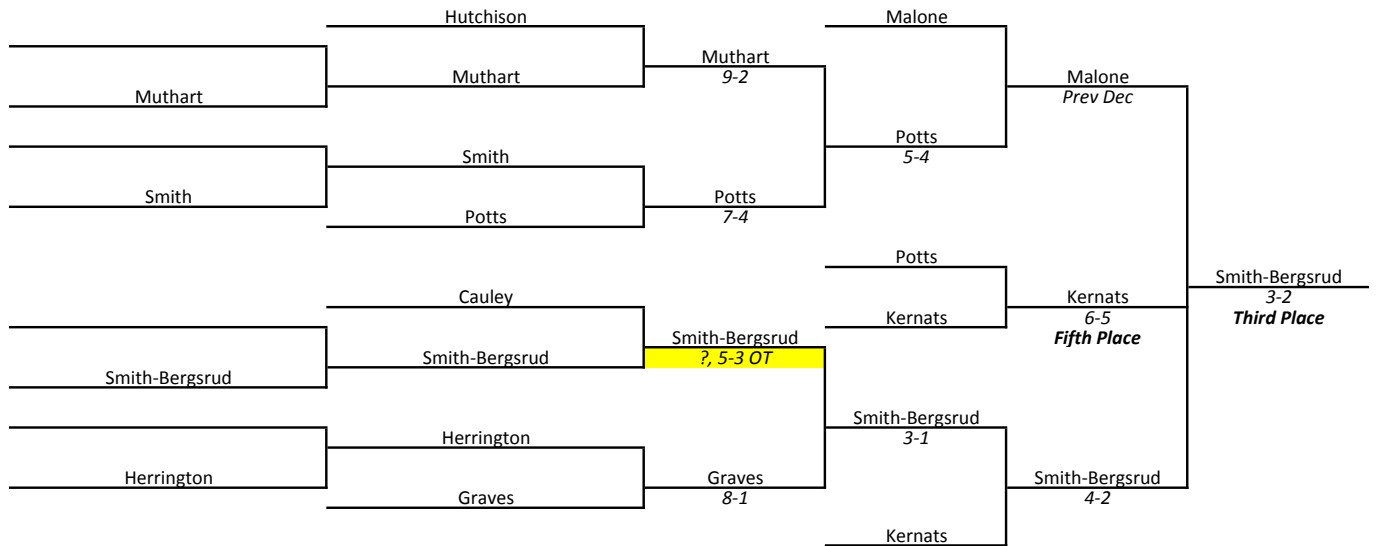 Hutchison
Malone
Muthart
9-2
Muthart
Malone
Prev Dec
Muthart
Potts
5-4
Smith
Smith
Potts
7-4
Potts
Potts
Smith-Bergsrud
3-2
Third Place
Cauley
Kernats
6-5
Fifth Place
Kernats
Smith-Bergsrud
?, 5-3 OT
Smith-Bergsrud
Smith-Bergsrud
Smith-Bergsrud
3-1
Herrington
Herrington
Graves
8-1
Smith-Bergsrud
4-2
Graves
Kernats